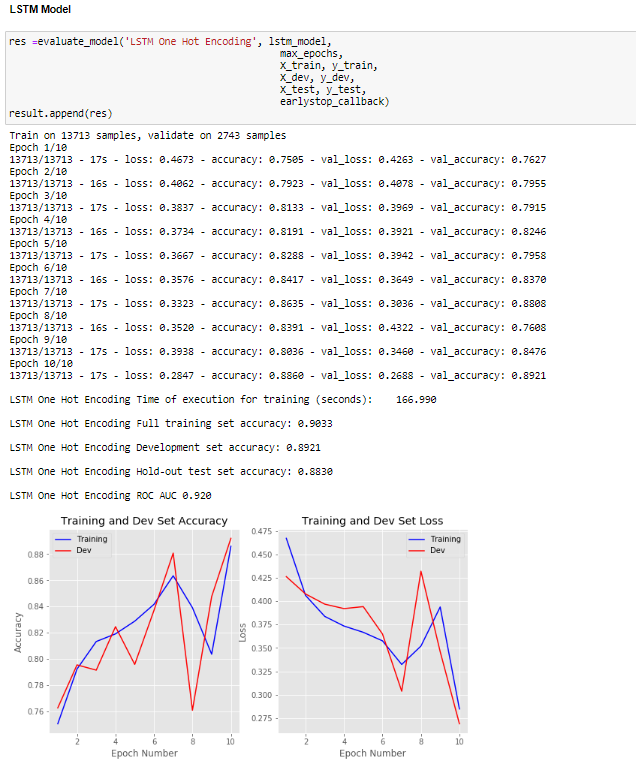 LSTM Model
res =evaluate_model('LSTM One Hot Encoding', lstm_model,
max_epochs,
X_train, y_train,
X_dev, y_dev,
X_test, y_test,
earlystop_callback)
result.append(res)
Train on 13713 samples, validate on 2743 samples
Epoch 1/10
13713/13713 - 17s - loss: 0.4673 - accuracy: 0.7505 - val_loss: 0.4263 - val_accuracy: 0.7627
Epoch 2/10
13713/13713 - 16s - loss: 0.4062 - accuracy: 0.7923 - val_loss: 0.4078 - val_accuracy: 0.7955
Epoch 3/10
13713/13713 - 17s - loss: 0.3837 - accuracy: 0.8133 - val_loss: 0.3969 - val_accuracy: 0.7915
Epoch 4/10
13713/13713 - 16s - loss: 0.3734 - accuracy: 0.8191 - val_loss: 0.3921 - val_accuracy: 0.8246
Epoch 5/10
13713/13713 - 17s - loss: 0.3667 - accuracy: 0.8288 - val_loss: 0.3942 - val_accuracy: 0.7958
Epoch 6/10
13713/13713 - 16s - loss: 0.3576 - accuracy: 0.8417 - val_loss: 0.3649 - val_accuracy: 0.8370
Epoch 7/10
13713/13713 - 17s - loss: 0.3323 - accuracy: 0.8635 - val_loss: 0.3036 - val_accuracy: 0.8808
Epoch 8/10
13713/13713 - 16s - loss: 0.3520 - accuracy: 0.8391 - val_loss: 0.4322 - val_accuracy: 0.7608
Epoch 9/10
13713/13713 - 17s - loss: 0.3938 - accuracy: 0.8036 - val_loss: 0.3460 - val_accuracy: 0.8476
Epoch 10/10
13713/13713 - 17s - loss: 0.2847 - accuracy: 0.8860 - val_loss: 0.2688 - val_accuracy: 0.8921
LSTM One Hot Encoding Time of execution for training (seconds): 166.990
LSTM One Hot Encoding Full training set accuracy: 0.9033
LSTM One Hot Encoding Development set accuracy: 0.8921
LSTM One Hot Encoding Hold-out test set accuracy: 0.8830
LSTM One Hot Encoding ROC AUC 0.920
Training and Dev Set Accuracy
Training
Dev
0.88
0.86
0.84
0.82
0.80
0.78
0.76
Accuracy
2 4 6 8 10
Epoch Number
Training and Dev Set Loss
Training
Dev
0.475
0.450
0.425
0.400
0.375
0.350
0.325
0.300
0.275
Loss
2 4 6 8 10
Epoch Number